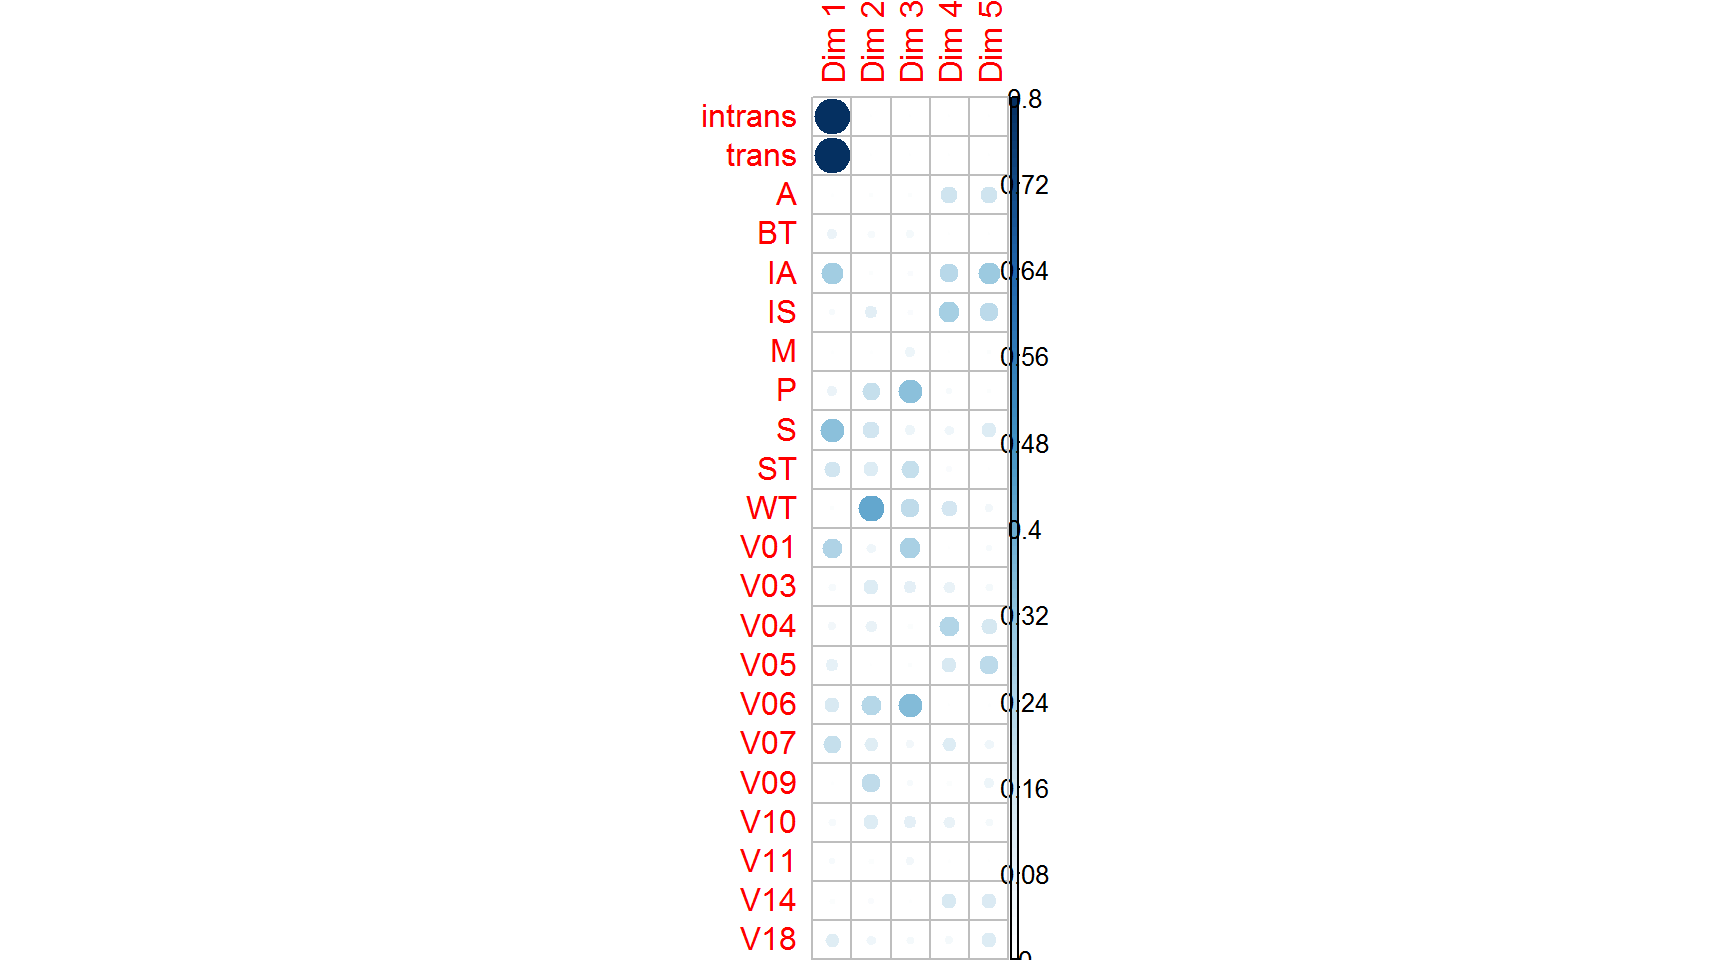 Dim 1
Dim 2
Dim 3
Dim 4
Dim 5
intrans
trans
A
BT
IA
IS
M
P
S
ST
WT
V01
V03
V04
V05
V06
V07
V09
V10
V11
V14
V18
0.8
0.72
0.64
0.56
0.48
0.4
0.32
0.24
0.16
0.08
0